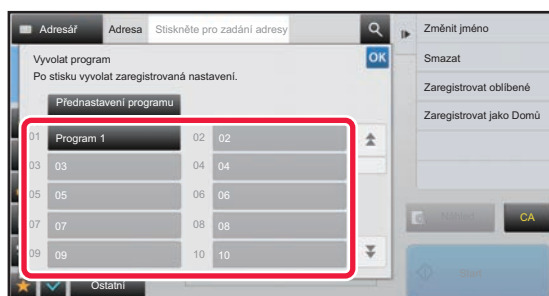 Adresář Adresa Stiskněte pro zadání adresy
Změnit jméno
Vyvolat program OK
Smazat
Po stisku vyvolat zaregistrovaná nastavení.
Zaregistrovat oblíbené
Přednastavení programu
Zaregistrovat jako Domů
01 Program 1 02 02
03 03 04 04
05 05 06 06
07 07 08 08
CA
09 09 10 10
Ostatní